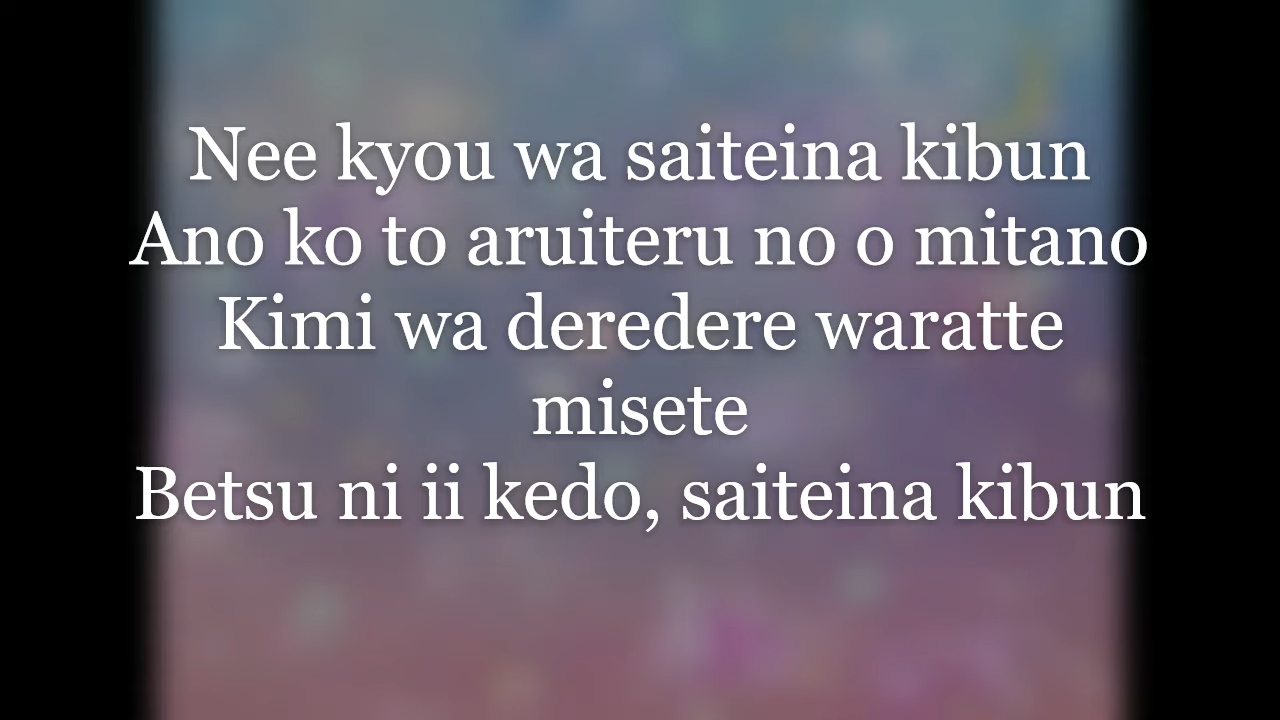 Nee kyou wa saiteina kibun
Ano ko to aruiteru no o mitano
Kimi wa deredere waratte
misete
Betsu ni ii kedo, saiteina kibun